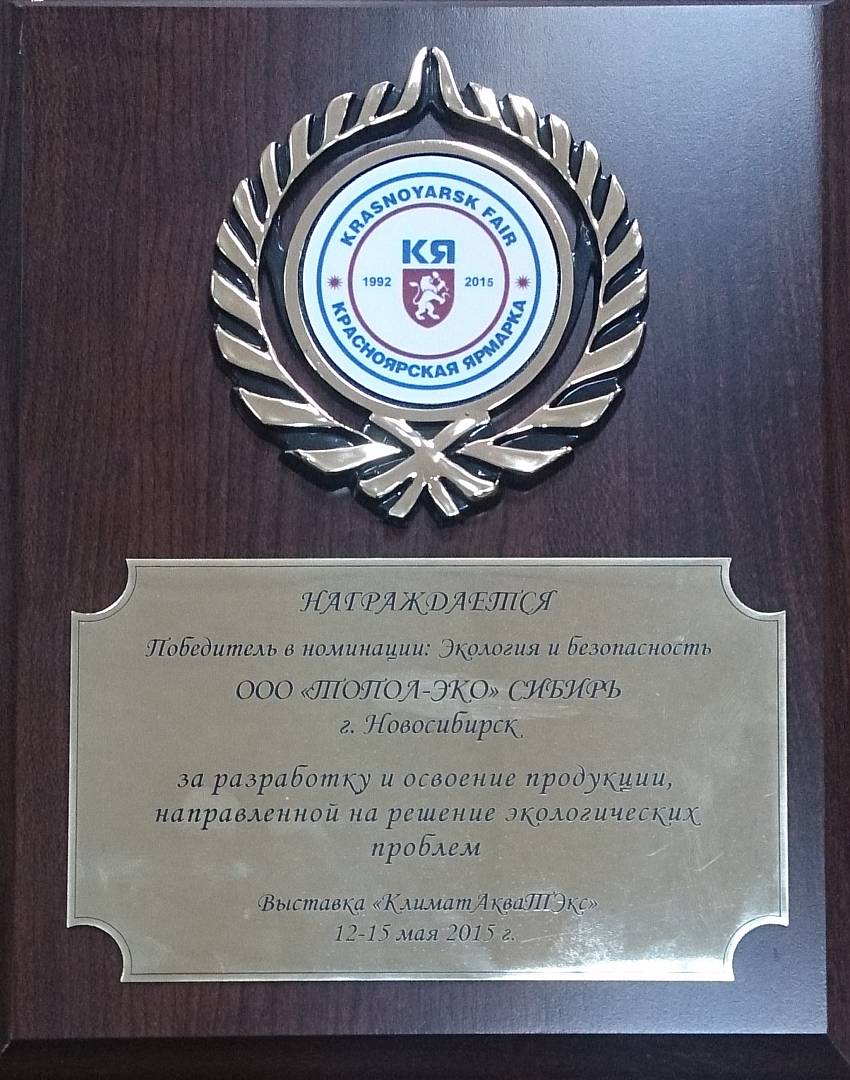 KRASNOYARSK FAIR
КЯ
1992 2015
КРАСНОЯРСКАЯ ЯРМАРКА
НАГРАЖДАЕТСЯ
Победитель в номинации: Экология и безопасность
ООО «ТОПОЛ-ЭКО» СИБИРЬ
г. Новосибирск
за разработку и освоение продукции,
направленной на решение экологических
проблем
Выставка «КлиматАкваТЭкс»
12-15 мая 2015 г.